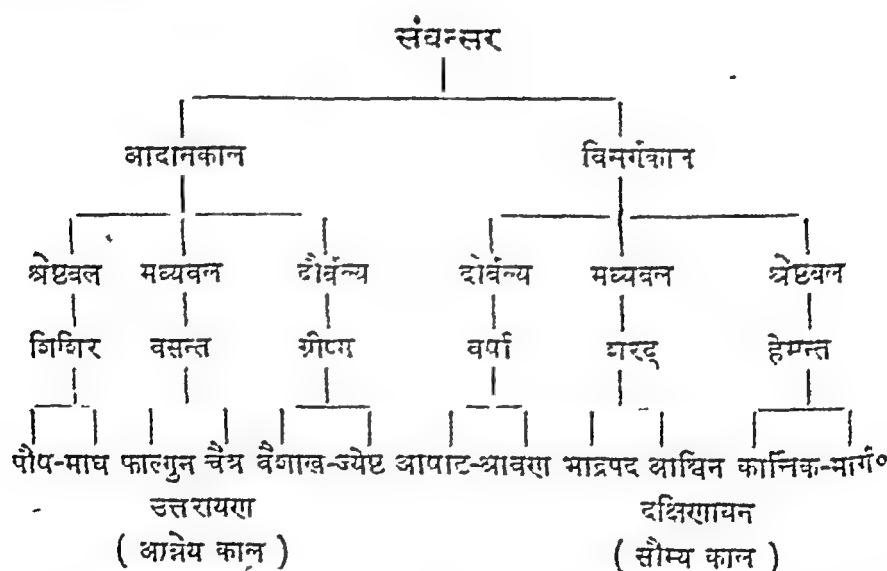 संवत्सर
आदानकाल विसर्गकाल
श्रेष्ठबल मध्यबल दौर्बल्य दौर्बल्य मध्यबल श्रेष्ठबल
शिशिर वसन्त ग्रीष्म वर्षा शरद् हेमन्त
पौष-माघ फाल्गुन चैत्र वैशाख-ज्येष्ठ आषाढ-श्रावण भाद्रपद आश्विन कार्त्तिक-मार्ग॰
उत्तरायण दक्षिणायन
( आग्नेय काल ) ( सौम्य काल )